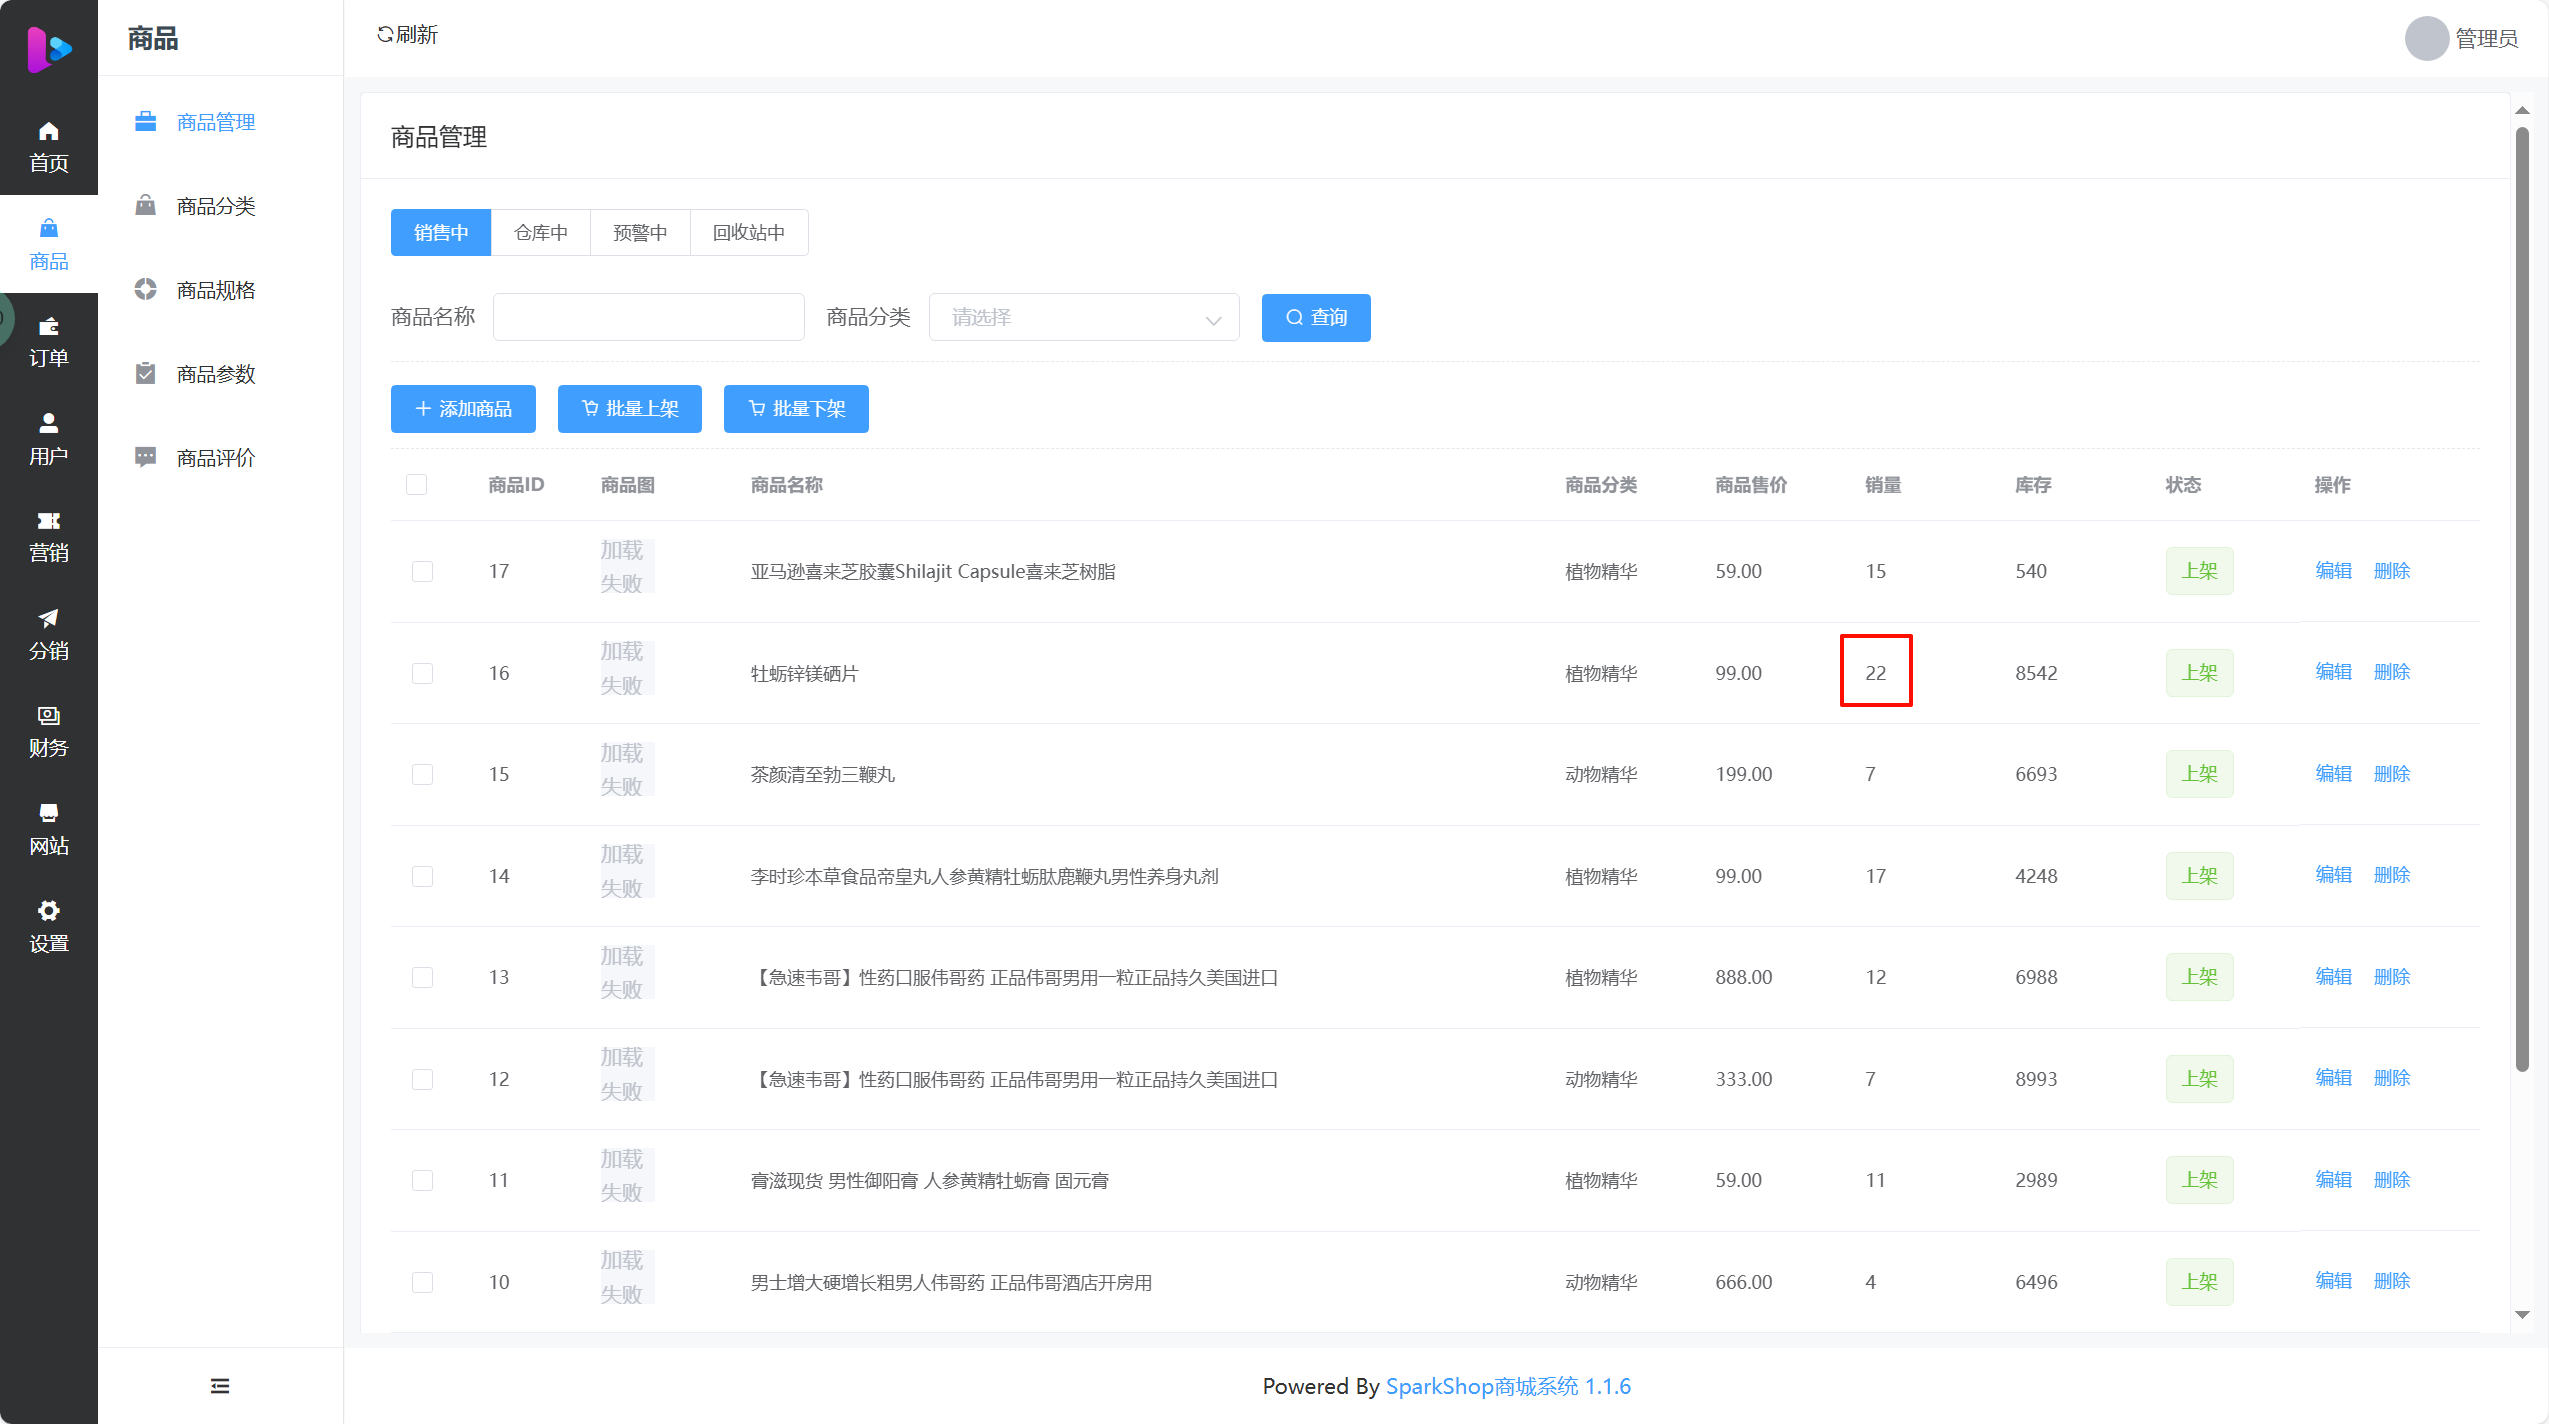 商品
刷新
管理员
首页
商品
订单
用户
营销
分销
财务
网站
设置
商品管理
商品分类
商品规格
商品参数
商品评价
商品管理
销售中 仓库中 预警中 回收站中
商品名称 商品分类 请选择 查询
添加商品 批量上架 批量下架
商品ID 商品图 商品名称 商品分类 商品售价 销量 库存 状态 操作
17 加载失败 亚马逊喜来芝胶囊Shilajit Capsule喜来芝树脂 植物精华 59.00 15 540 上架 编辑 删除
16 加载失败 牡蛎锌镁硒片 植物精华 99.00 22 8542 上架 编辑 删除
15 加载失败 茶颜清至勃三鞭丸 动物精华 199.00 7 6693 上架 编辑 删除
14 加载失败 李时珍本草食品帝皇丸人参黄精牡蛎肽鹿鞭丸男性养身丸剂 植物精华 99.00 17 4248 上架 编辑 删除
13 加载失败 【急速韦哥】性药口服伟哥药 正品伟哥男用一粒正品持久美国进口 植物精华 888.00 12 6988 上架 编辑 删除
12 加载失败 【急速韦哥】性药口服伟哥药 正品伟哥男用一粒正品持久美国进口 动物精华 333.00 7 8993 上架 编辑 删除
11 加载失败 膏滋现货 男性御阳膏 人参黄精牡蛎膏 固元膏 植物精华 59.00 11 2989 上架 编辑 删除
10 加载失败 男士增大硬增长粗男人伟哥药 正品伟哥酒店开房用 动物精华 666.00 4 6496 上架 编辑 删除
Powered By SparkShop商城系统 1.1.6